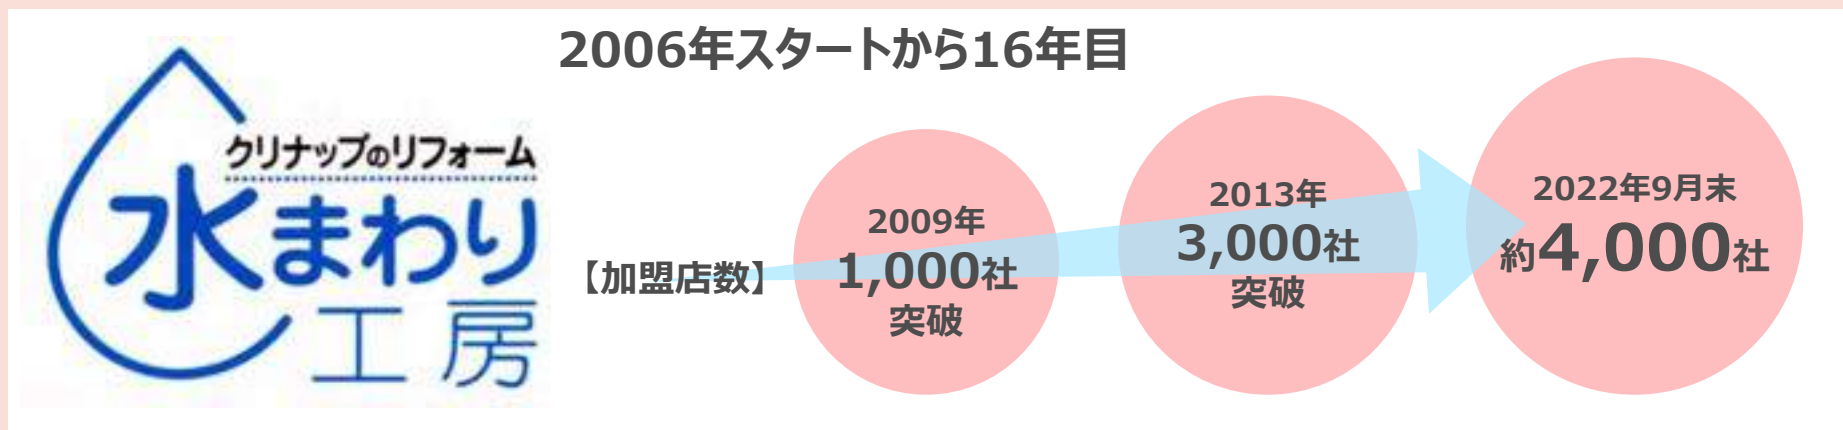 2006年スタートから16年目
クリナップのリフォーム
水まわり
工房
【加盟店数】
2009年
1,000社
突破
2013年
3,000社
突破
2022年9月末
約4,000社